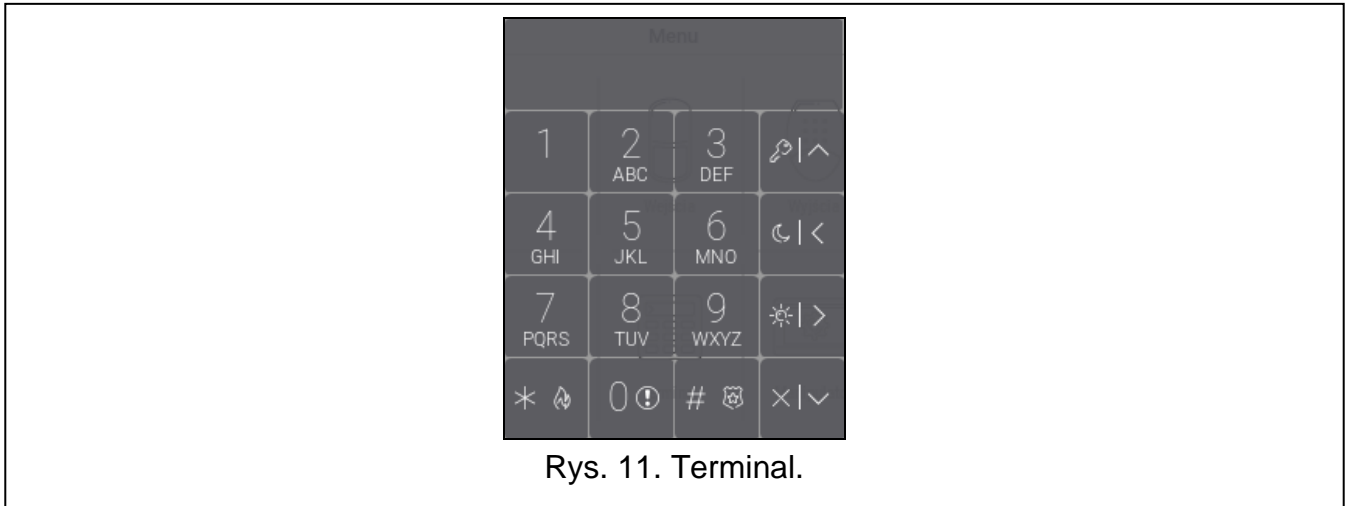 Menu
1 2 3
ABC DEF
4 5 6
GHI JKL MNO
7 8 9
PQRS TUV WXYZ
* 0 #
Rys. 11. Terminal.